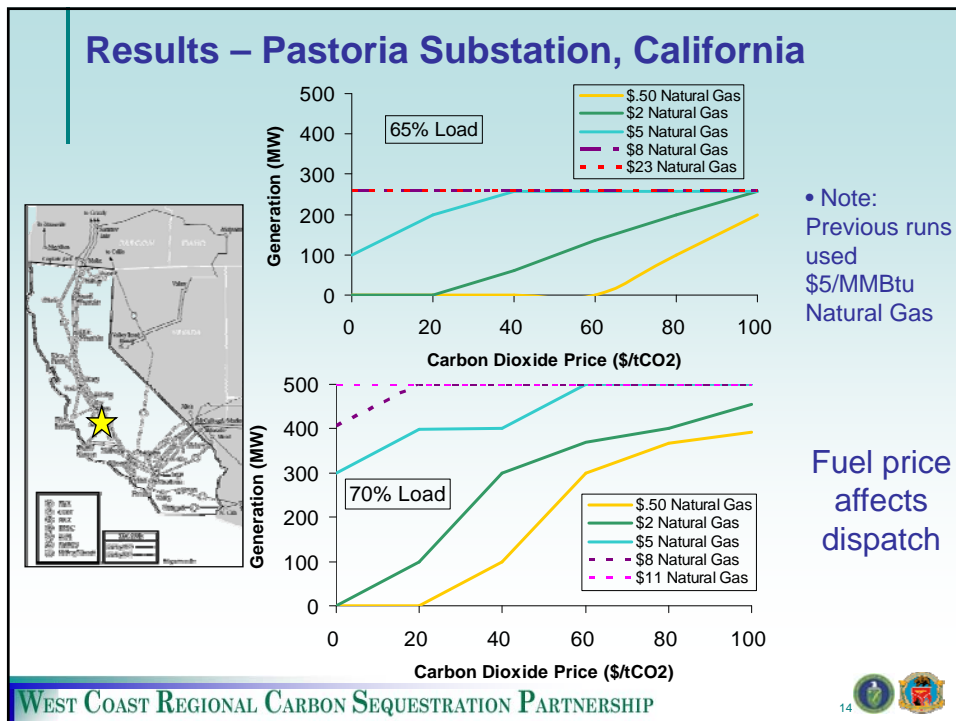 Results – Pastoria Substation, California
500
400
300
200
100
0
Generation (MW)
65% Load
$.50 Natural Gas
$2 Natural Gas
$5 Natural Gas
$8 Natural Gas
$23 Natural Gas
0 20 40 60 80 100
Carbon Dioxide Price ($/tCO2)
• Note:
Previous runs
used
$5/MMBtu
Natural Gas
500
400
300
200
100
0
Generation (MW)
70% Load
$.50 Natural Gas
$2 Natural Gas
$5 Natural Gas
$8 Natural Gas
$11 Natural Gas
0 20 40 60 80 100
Carbon Dioxide Price ($/tCO2)
Fuel price
affects
dispatch
WEST COAST REGIONAL CARBON SEQUESTRATION PARTNERSHIP
14